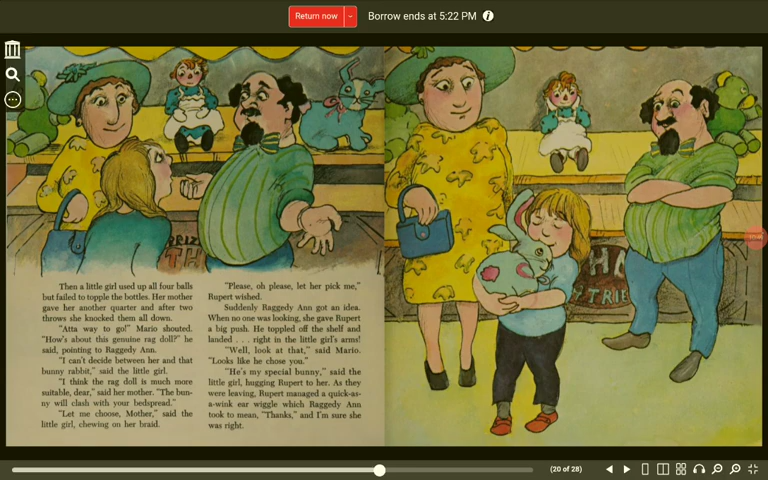 Return now
Borrow ends at 5:22 PM
Then a little girl used up all four balls
but failed to topple the bottles. Her mother
gave her another quarter and after two
throws she knocked them all down.
"Atta way to go!" Mario shouted.
"How's about this genuine rag doll?" he
said, pointing to Raggedy Ann.
"I can't decide between her and that
bunny rabbit," said the little girl.
"I think the rag doll is much more
suitable, dear," said her mother. "The bun-
ny will clash with your bedspread."
"Let me choose, Mother," said the
little girl, chewing on her braid.
"Please, oh please, let her pick me,"
Rupert wished.
Suddenly Raggedy Ann got an idea.
When no one was looking, she gave Rupert
a big push. He toppled off the shelf and
landed . . . right in the little girl's arms!
"Well, look at that," said Mario.
"Looks like he chose you."
"He's my special bunny," said the
little girl, hugging Rupert to her. As they
were leaving, Rupert managed a quick-as-
a-wink ear wiggle which Raggedy Ann
took to mean, "Thanks," and I'm sure she
was right.
(20 of 28)